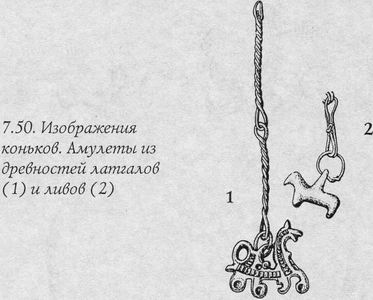 7.50. Изображения
коньков. Амулеты из
древностей латгалов
(1) и ливов (2)
1
2